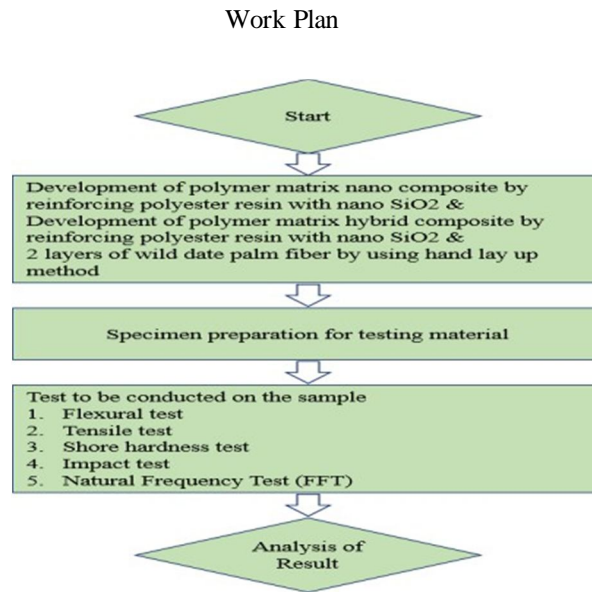 Work Plan
Start
Development of polymer matrix nano composite by
reinforcing polyester resin with nano SiO2 &
Development of polymer matrix hybrid composite by
reinforcing polyester resin with nano SiO2 &
2 layers of wild date palm fiber by using hand lay up
method
Specimen preparation for testing material
Test to be conducted on the sample
1. Flexural test
2. Tensile test
3. Shore hardness test
4. Impact test
5. Natural Frequency Test (FFT)
Analysis of
Result